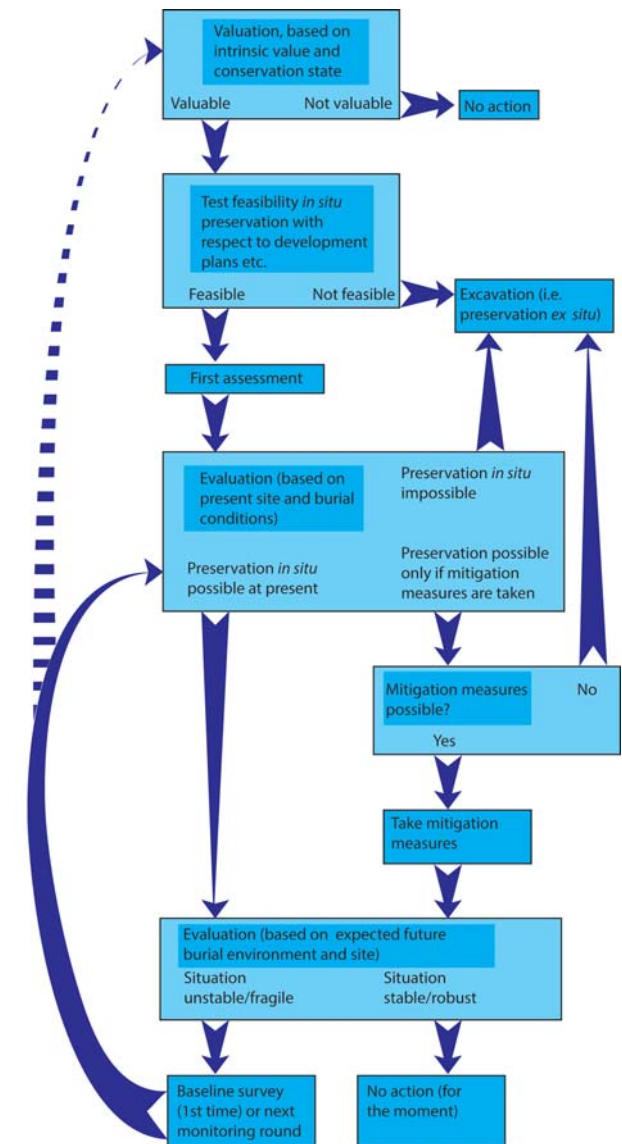 Valuation, based on
intrinsic value and
conservation state
Valuable Not valuable
No action
Test feasibility in situ
preservation with
respect to development
plans etc.
Feasible Not feasible
Excavation (i.e.
preservation ex situ)
First assessment
Evaluation (based on
present site and burial
conditions)
Preservation in situ
impossible
Preservation in situ
possible at present
Preservation possible
only if mitigation
measures are taken
Mitigation measures
possible?
No
Yes
Take mitigation
measures
Evaluation (based on expected future
burial environment and site)
Situation
unstable/fragile
Situation
stable/robust
Baseline survey
(1st time) or next
monitoring round
No action (for
the moment)